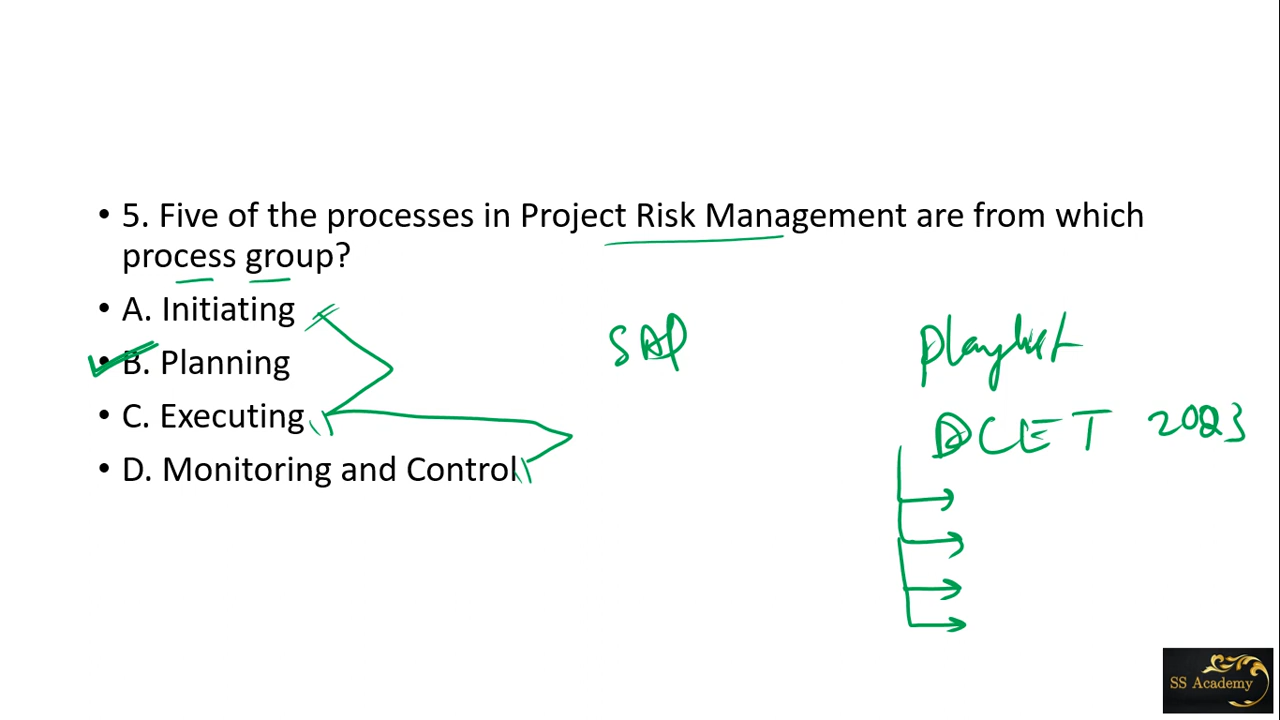 • 5. Five of the processes in Project Risk Management are from which
process group?
• A. Initiating
• B. Planning
• C. Executing
• D. Monitoring and Control
SAP
Playlist
DCET 2023
SS Academy